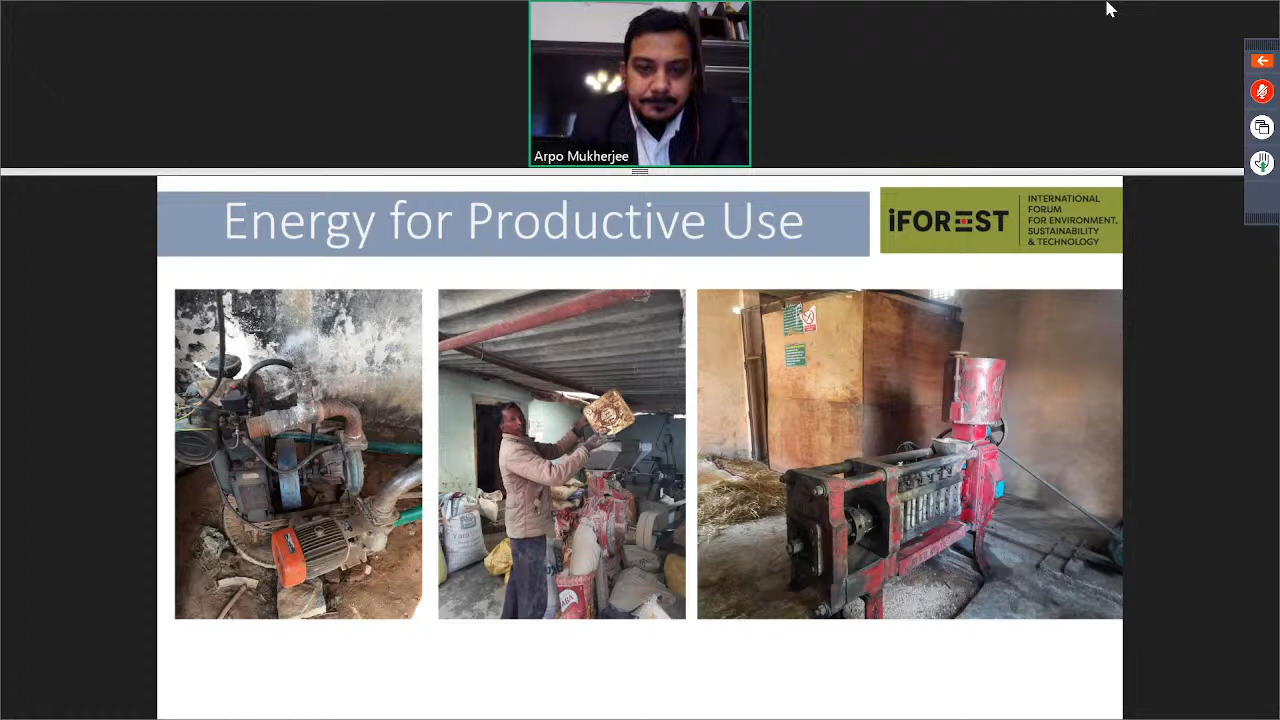 Arpo Mukherjee
Energy for Productive Use
iFOREST
INTERNATIONAL
FORUM
FOR ENVIRONMENT,
SUSTAINABILITY
& TECHNOLOGY